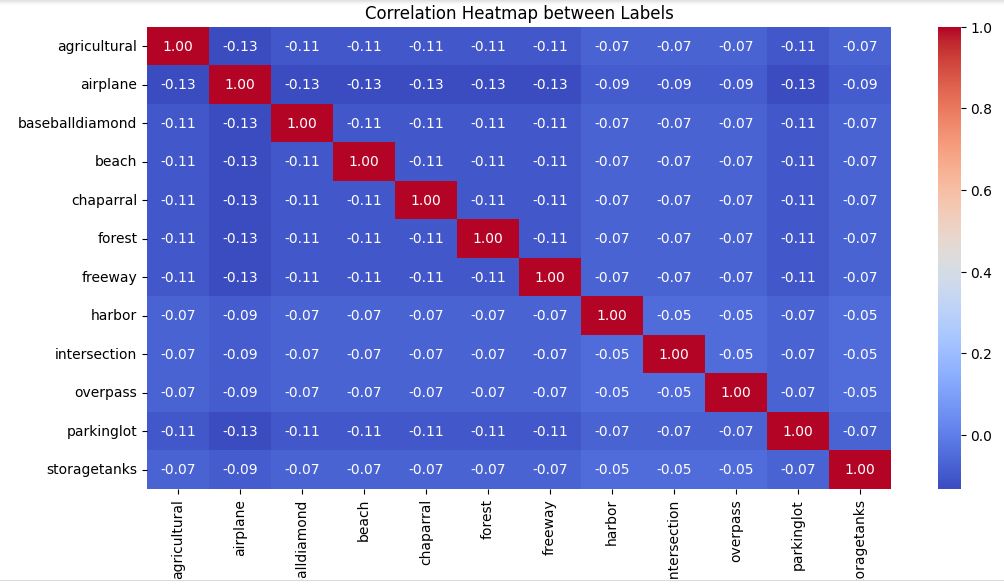 Correlation Heatmap between Labels
agricultural 1.00 -0.13 -0.11 -0.11 -0.11 -0.11 -0.11 -0.07 -0.07 -0.07 -0.11 -0.07
airplane -0.13 1.00 -0.13 -0.13 -0.13 -0.13 -0.13 -0.09 -0.09 -0.09 -0.13 -0.09
baseballdiamond -0.11 -0.13 1.00 -0.11 -0.11 -0.11 -0.11 -0.07 -0.07 -0.07 -0.11 -0.07
beach -0.11 -0.13 -0.11 1.00 -0.11 -0.11 -0.11 -0.07 -0.07 -0.07 -0.11 -0.07
chaparral -0.11 -0.13 -0.11 -0.11 1.00 -0.11 -0.11 -0.07 -0.07 -0.07 -0.11 -0.07
forest -0.11 -0.13 -0.11 -0.11 -0.11 1.00 -0.11 -0.07 -0.07 -0.07 -0.11 -0.07
freeway -0.11 -0.13 -0.11 -0.11 -0.11 -0.11 1.00 -0.07 -0.07 -0.07 -0.11 -0.07
harbor -0.07 -0.09 -0.07 -0.07 -0.07 -0.07 -0.07 1.00 -0.05 -0.05 -0.07 -0.05
intersection -0.07 -0.09 -0.07 -0.07 -0.07 -0.07 -0.07 -0.05 1.00 -0.05 -0.07 -0.05
overpass -0.07 -0.09 -0.07 -0.07 -0.07 -0.07 -0.07 -0.05 -0.05 1.00 -0.07 -0.05
parkinglot -0.11 -0.13 -0.11 -0.11 -0.11 -0.11 -0.11 -0.07 -0.07 -0.07 1.00 -0.07
storagetanks -0.07 -0.09 -0.07 -0.07 -0.07 -0.07 -0.07 -0.05 -0.05 -0.05 -0.07 1.00
agricultural
airplane
alldiamond
beach
chaparral
forest
freeway
harbor
ntersection
overpass
parkinglot
oragetanks
1.0
0.8
0.6
0.4
0.2
0.0